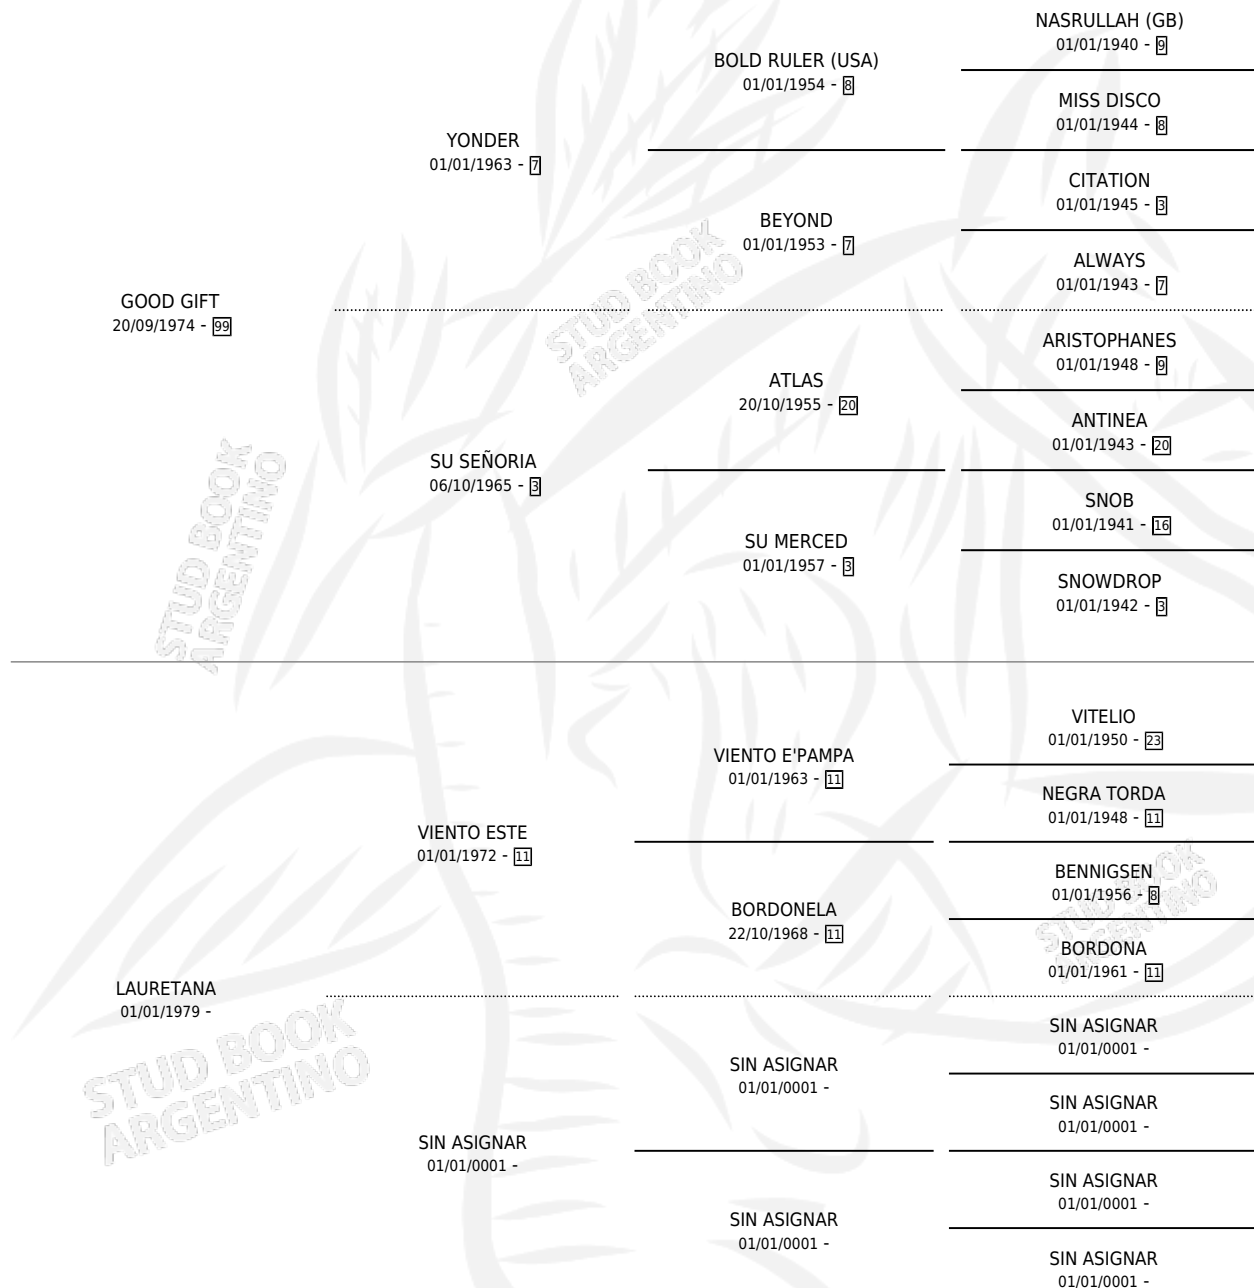 NASRULLAH (GB)
01/01/1940 - 9
BOLD RULER (USA)
01/01/1954 - 8
MISS DISCO
01/01/1944 - 8
YONDER
01/01/1963 - 7
CITATION
01/01/1945 - 3
BEYOND
01/01/1953 - 7
ALWAYS
01/01/1943 - 7
GOOD GIFT
20/09/1974 - 99
ARISTOPHANES
01/01/1948 - 9
ATLAS
20/10/1955 - 20
ANTINEA
01/01/1943 - 20
SU SEÑORIA
06/10/1965 - 3
SNOB
01/01/1941 - 16
SU MERCED
01/01/1957 - 3
SNOWDROP
01/01/1942 - 3
VITELIO
01/01/1950 - 23
VIENTO E'PAMPA
01/01/1963 - 11
NEGRA TORDA
01/01/1948 - 11
VIENTO ESTE
01/01/1972 - 11
BENNIGSEN
01/01/1956 - 8
BORDONELA
22/10/1968 - 11
BORDONA
01/01/1961 - 11
LAURETANA
01/01/1979 -
SIN ASIGNAR
01/01/0001 -
SIN ASIGNAR
01/01/0001 -
SIN ASIGNAR
01/01/0001 -
SIN ASIGNAR
01/01/0001 -
SIN ASIGNAR
01/01/0001 -
SIN ASIGNAR
01/01/0001 -
SIN ASIGNAR
01/01/0001 -
STUD BOOK
ARGENTINO
STUD BOOK
ARGENTINO
STUD BOOK
ARGENTINO
STUD BOOK
ARGENTINO